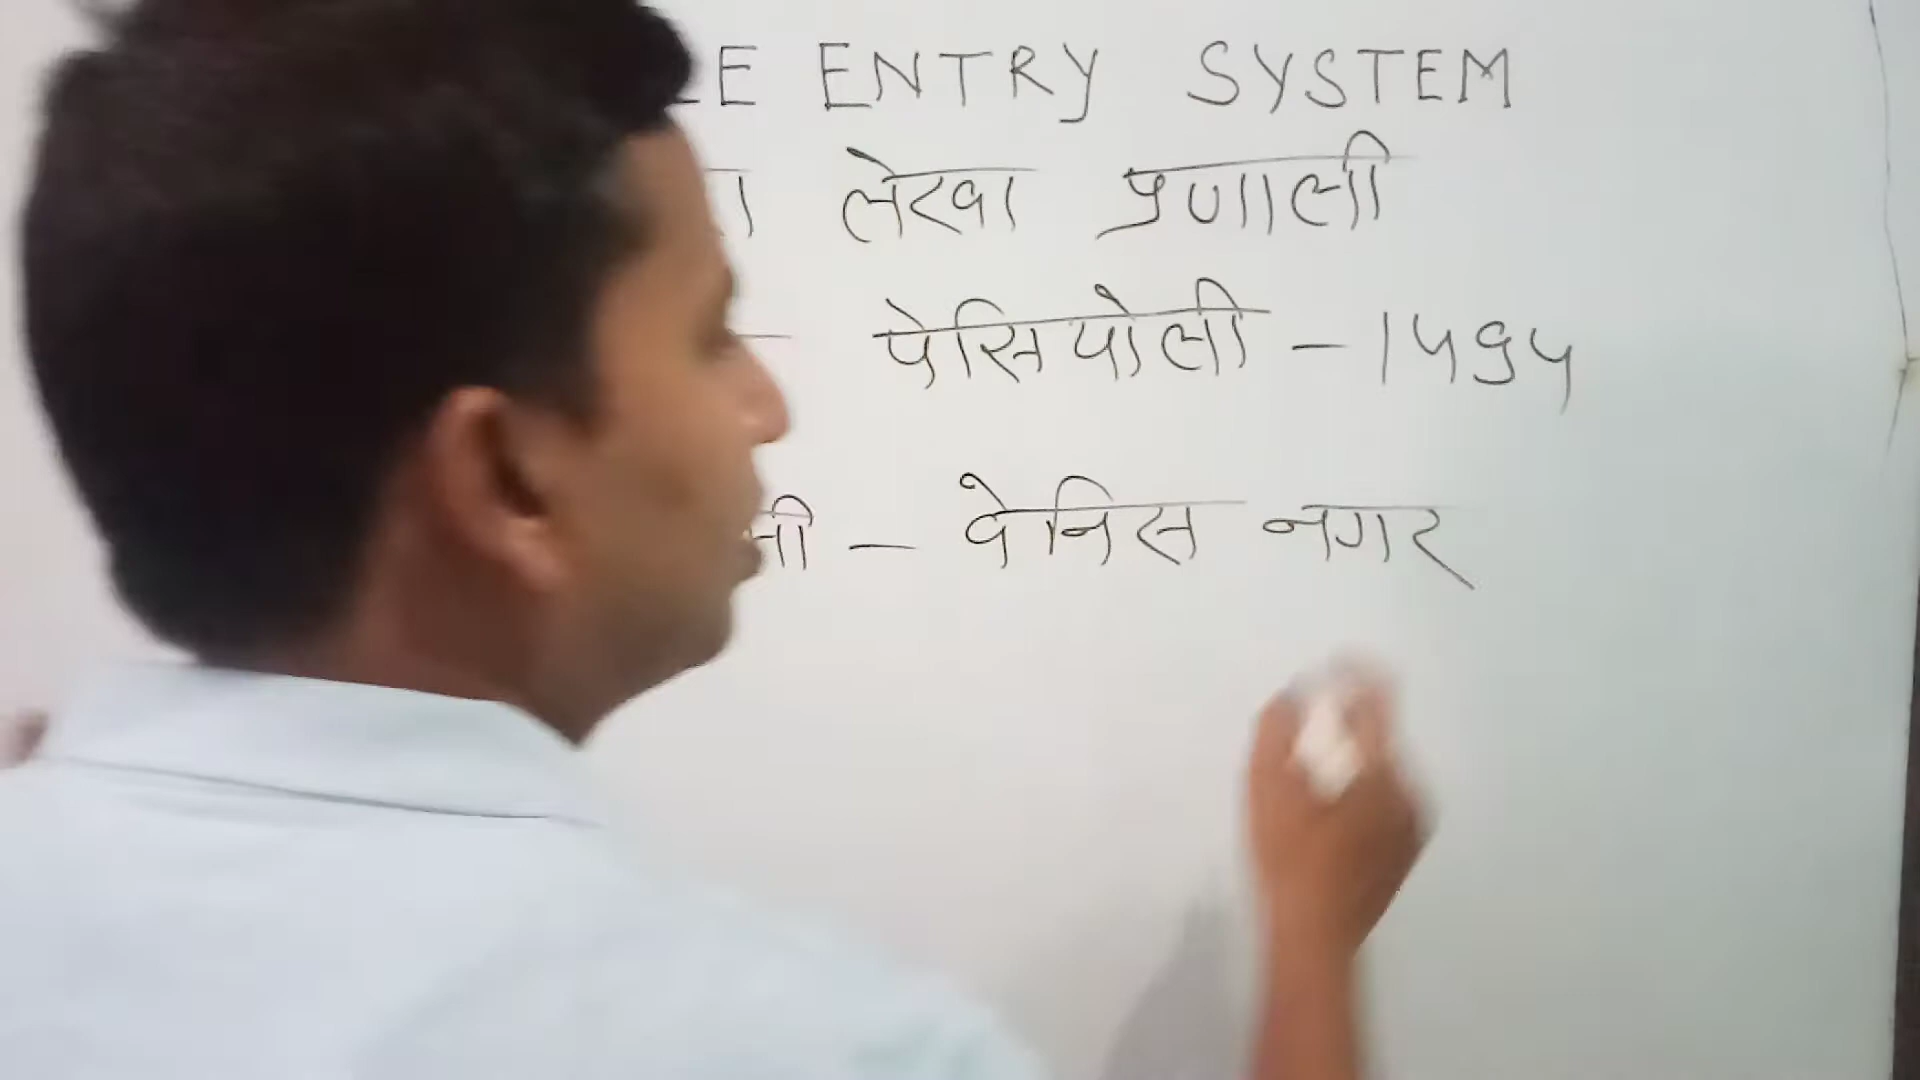 ENTRY SYSTEM
लेखा प्रणाली
पेसियोली - 1494
- वेनिस नगर